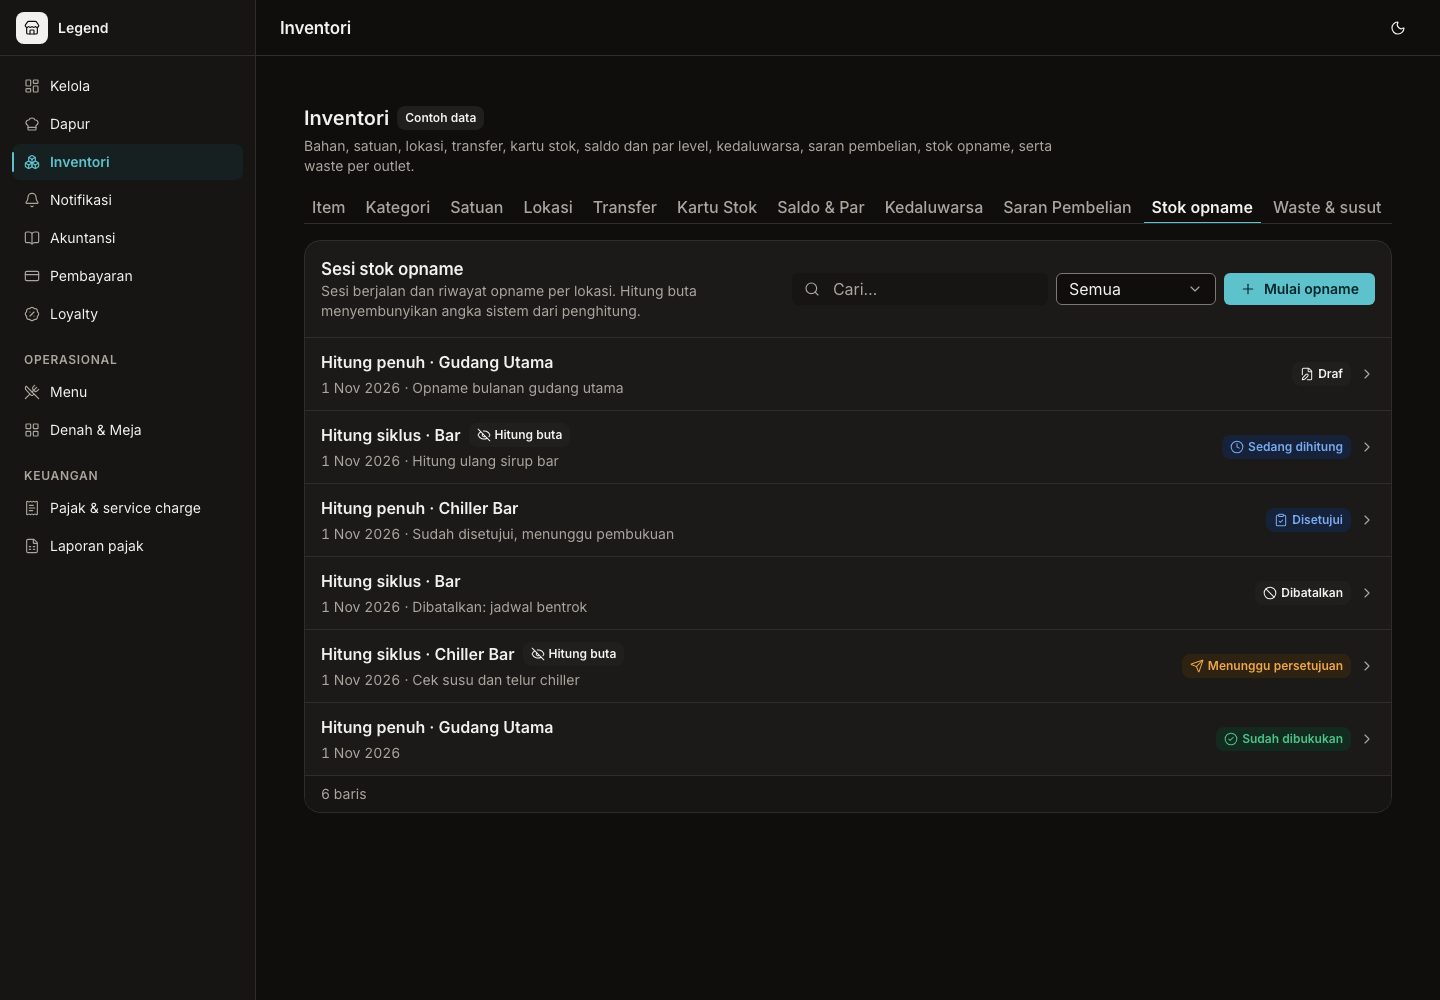 Legend
Inventori
Kelola
Dapur
Inventori
Notifikasi
Akuntansi
Pembayaran
Loyalty
OPERASIONAL
Menu
Denah & Meja
KEUANGAN
Pajak & service charge
Laporan pajak
Inventori
Contoh data
Bahan, satuan, lokasi, transfer, kartu stok, saldo dan par level, kedaluwarsa, saran pembelian, stok opname, serta
waste per outlet.
Item Kategori Satuan Lokasi Transfer Kartu Stok Saldo & Par Kedaluwarsa Saran Pembelian Stok opname Waste & susut
Sesi stok opname
Sesi berjalan dan riwayat opname per lokasi. Hitung buta
menyembunyikan angka sistem dari penghitung.
Cari...
Semua
Mulai opname
Hitung penuh · Gudang Utama
1 Nov 2026 · Opname bulanan gudang utama
Draf
Hitung siklus · Bar Hitung buta
1 Nov 2026 · Hitung ulang sirup bar
Sedang dihitung
Hitung penuh · Chiller Bar
1 Nov 2026 · Sudah disetujui, menunggu pembukuan
Disetujui
Hitung siklus · Bar
1 Nov 2026 · Dibatalkan: jadwal bentrok
Dibatalkan
Hitung siklus · Chiller Bar Hitung buta
1 Nov 2026 · Cek susu dan telur chiller
Menunggu persetujuan
Hitung penuh · Gudang Utama
1 Nov 2026
Sudah dibukukan
6 baris